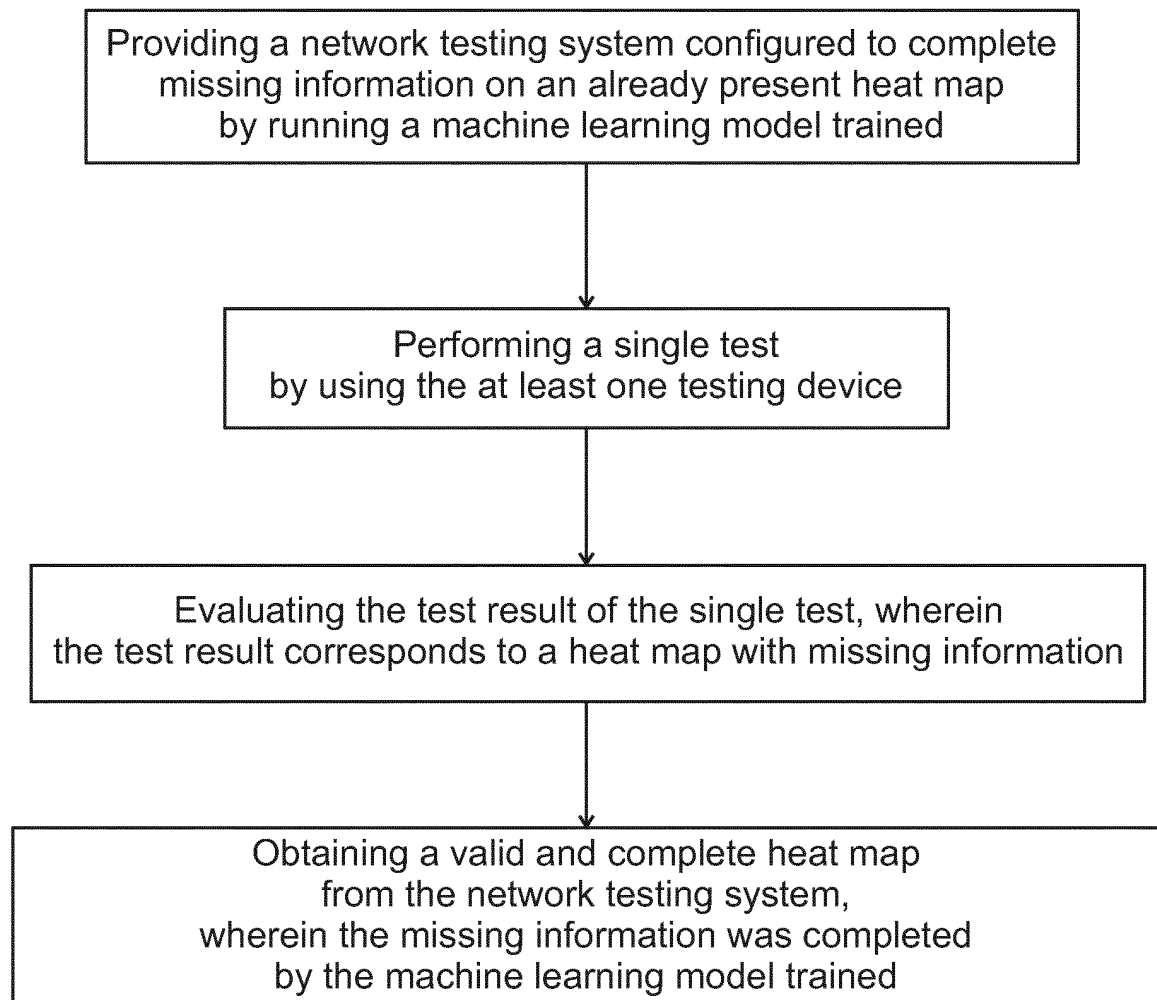 Providing a network testing system configured to complete
missing information on an already present heat map
by running a machine learning model trained
Performing a single test
by using the at least one testing device
Evaluating the test result of the single test, wherein
the test result corresponds to a heat map with missing information
Obtaining a valid and complete heat map
from the network testing system,
wherein the missing information was completed
by the machine learning model trained